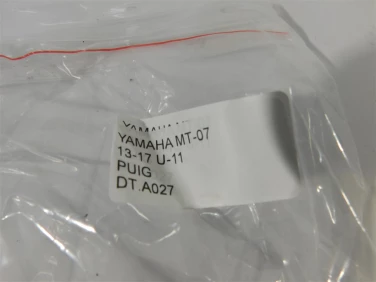 YAMAHA MT-07
13-17 U-11
PUIG
DT.A027